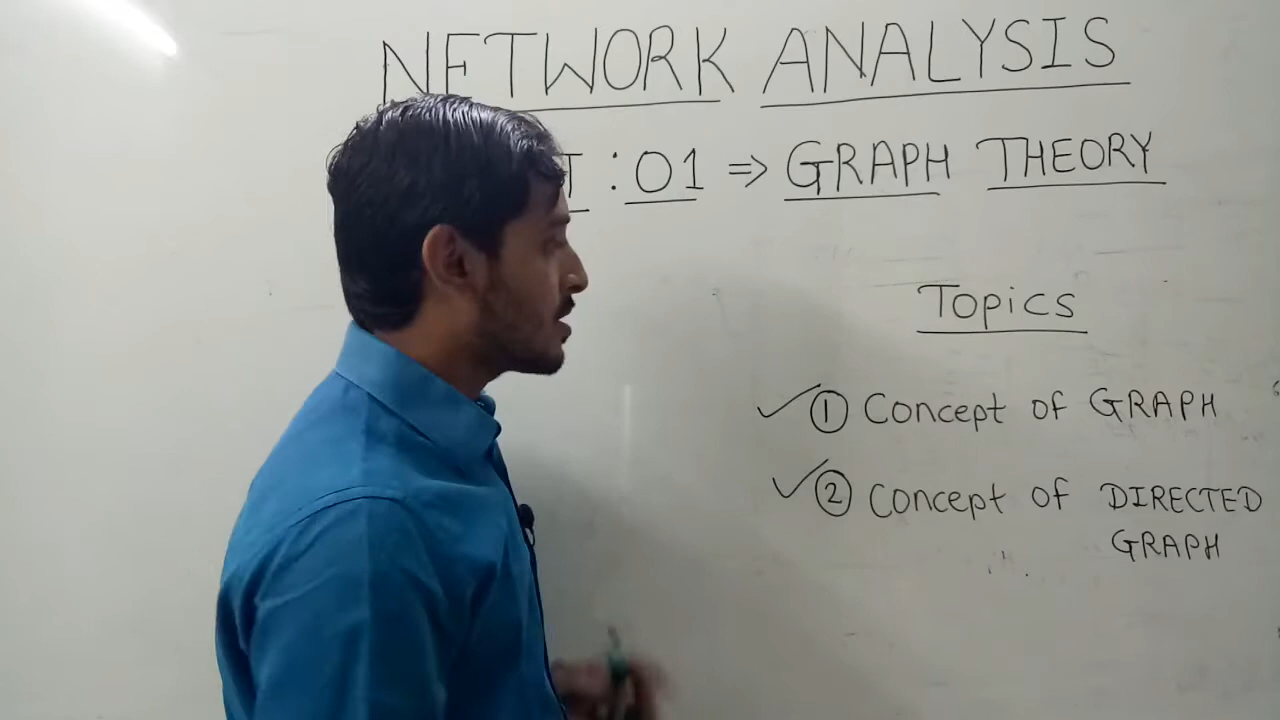 NETWORK ANALYSIS
: 01 => GRAPH THEORY
Topics
✓ ① Concept of GRAPH
✓ ② Concept of DIRECTED
GRAPH